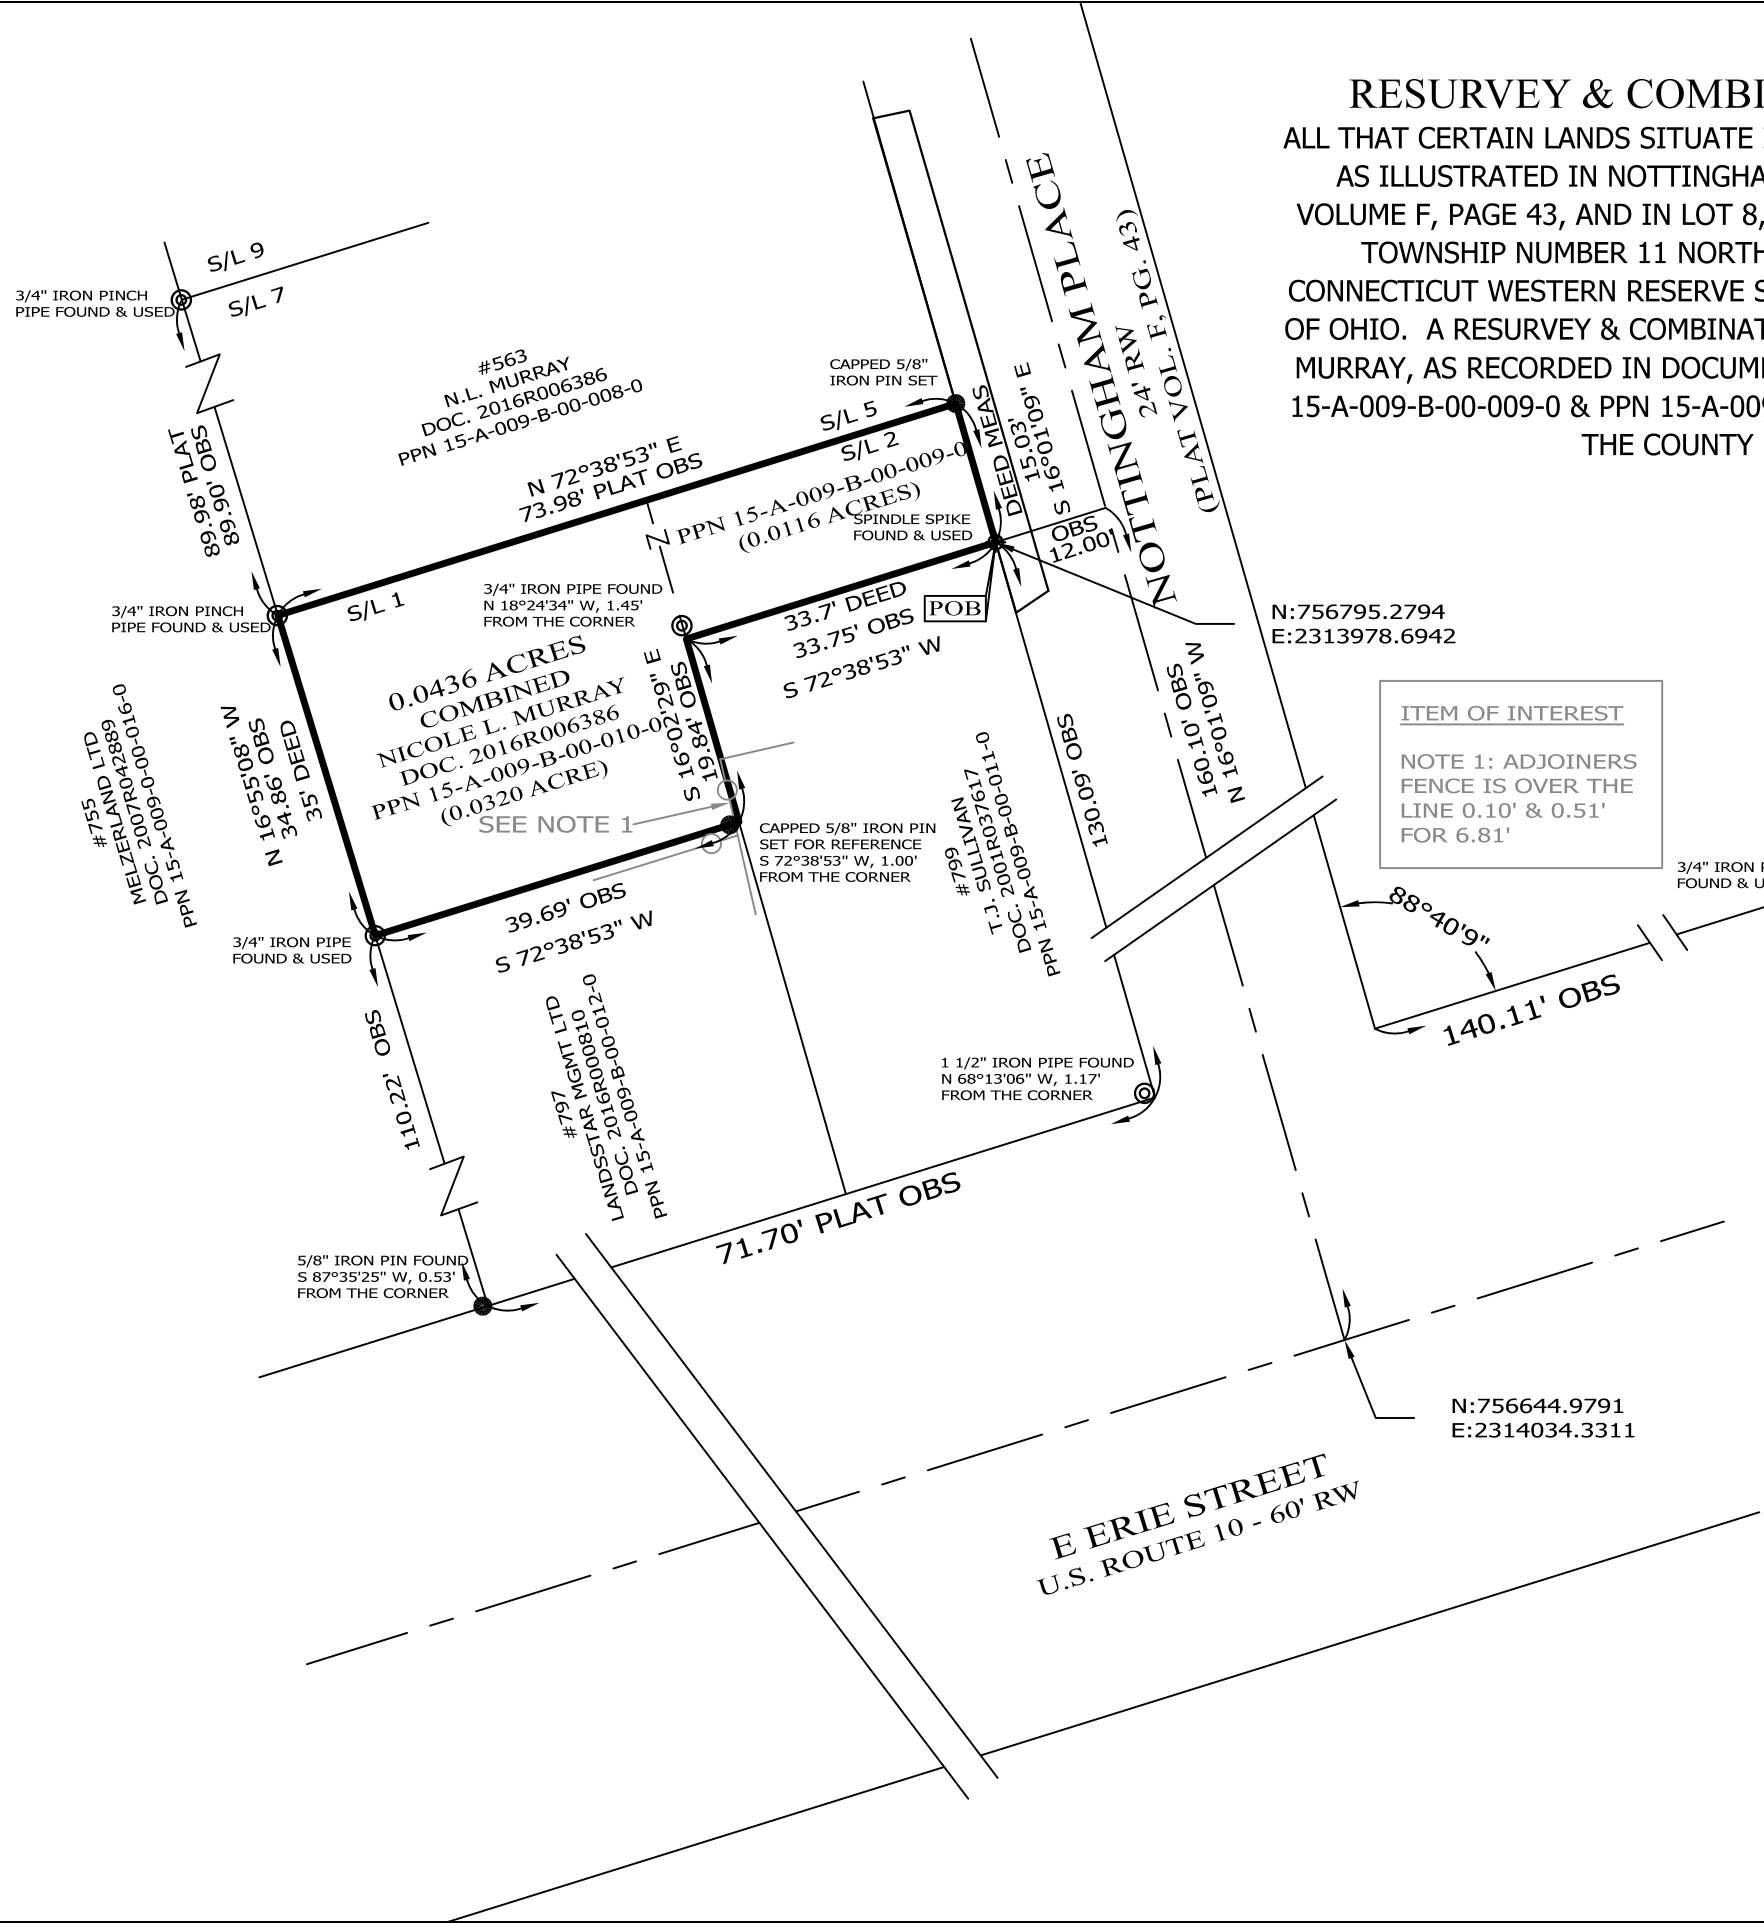 RESURVEY & COMBI
ALL THAT CERTAIN LANDS SITUATE
AS ILLUSTRATED IN NOTTINGHA
VOLUME F, PAGE 43, AND IN LOT 8,
TOWNSHIP NUMBER 11 NORTH
CONNECTICUT WESTERN RESERVE S
OF OHIO. A RESURVEY & COMBINAT
MURRAY, AS RECORDED IN DOCUM
15-A-009-B-00-009-0 & PPN 15-A-009
THE COUNTY
S/L 9
S/L 7
3/4" IRON PINCH
PIPE FOUND & USED
89.98' PLAT
89.90' OBS
#563
N.L. MURRAY
DOC. 2016R006386
PPN 15-A-009-B-00-008-0
N 72°38'53" E
73.98' PLAT OBS
CAPPED 5/8"
IRON PIN SET
S/L 5
S/L 2
PPN 15-A-009-B-00-009-0
(0.0116 ACRES)
SPINDLE SPIKE
FOUND & USED
DEED MEAS
15.03'
S 16°01'09" E
NOTTINGHAM PLACE
24' RW
(PLAT VOL. F, PG. 43)
OBS
12.00'
NOTTINGHAM PLACE
3/4" IRON PINCH
PIPE FOUND & USED
S/L 1
3/4" IRON PIPE FOUND
N 18°24'34" W, 1.45'
FROM THE CORNER
33.7' DEED
33.75' OBS
S 72°38'53" W
POB
N:756795.2794
E:2313978.6942
0.0436 ACRES
COMBINED
NICOLE L. MURRAY
DOC. 2016R006386
PPN 15-A-009-B-00-010-0
(0.0320 ACRE)
S 16°02'29" E
19.84' OBS
N 16°55'08" W
34.86' OBS
35' DEED
#755
MELZERLAND LTD
DOC. 2007R042889
PPN 15-A-009-0-00-016-0
SEE NOTE 1
CAPPED 5/8" IRON PIN
SET FOR REFERENCE
S 72°38'53" W, 1.00'
FROM THE CORNER
130.09' OBS
160.10' OBS
N 16°01'09" W
#799
T.J. SULLIVAN
DOC. 2001R037617
PPN 15-A-009-B-00-011-0
ITEM OF INTEREST
NOTE 1: ADJOINERS
FENCE IS OVER THE
LINE 0.10' & 0.51'
FOR 6.81'
3/4" IRON
FOUND & U
88°40'9"
140.11' OBS
39.69' OBS
S 72°38'53" W
3/4" IRON PIPE
FOUND & USED
110.22' OBS
#797
LANDSSTAR MGMT LTD
DOC. 2016R000810
PPN 15-A-009-B-00-012-0
1 1/2" IRON PIPE FOUND
N 68°13'06" W, 1.17'
FROM THE CORNER
71.70' PLAT OBS
5/8" IRON PIN FOUND
S 87°35'25" W, 0.53'
FROM THE CORNER
N:756644.9791
E:2314034.3311
E ERIE STREET
U.S. ROUTE 10 - 60' RW